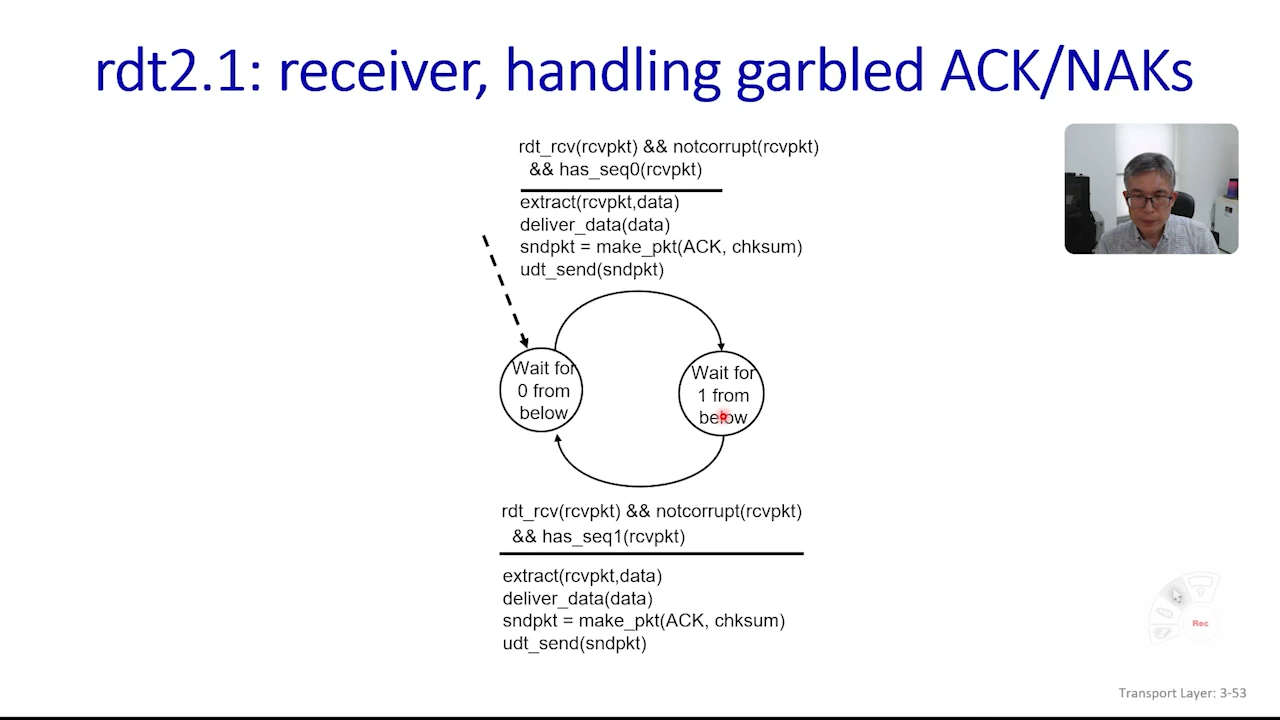 rdt2.1: receiver, handling garbled ACK/NAKs
rdt_rcv(rcvpkt) && notcorrupt(rcvpkt)
&& has_seq0(rcvpkt)
extract(rcvpkt,data)
deliver_data(data)
sndpkt = make_pkt(ACK, chksum)
udt_send(sndpkt)
Wait for
0 from
below
Wait for
1 from
below
rdt_rcv(rcvpkt) && notcorrupt(rcvpkt)
&& has_seq1(rcvpkt)
extract(rcvpkt,data)
deliver_data(data)
sndpkt = make_pkt(ACK, chksum)
udt_send(sndpkt)
Rec
Transport Layer: 3-53